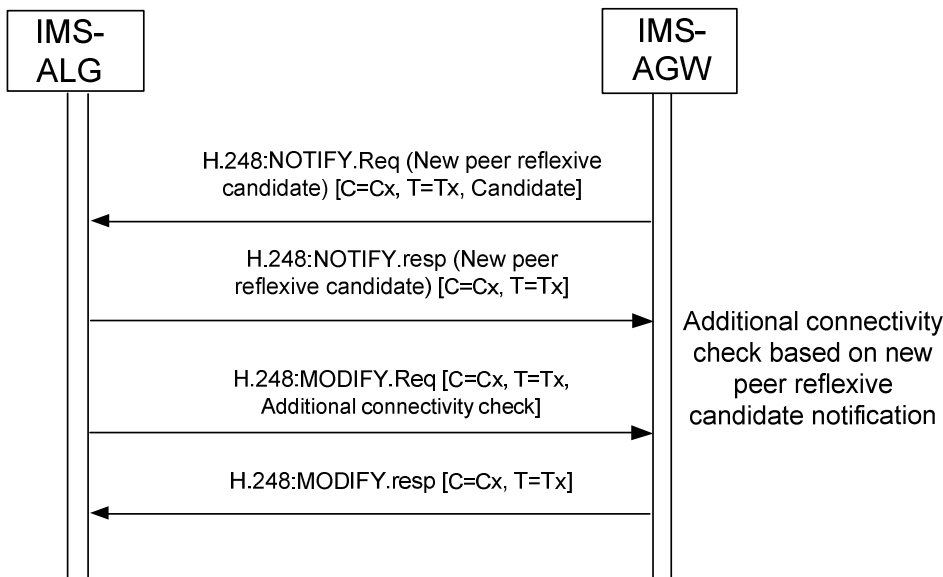 IMS-
ALG
IMS-
AGW
H.248:NOTIFY.Req (New peer reflexive
candidate) [C=Cx, T=Tx, Candidate]
H.248:NOTIFY.resp (New peer
reflexive candidate) [C=Cx, T=Tx]
Additional connectivity
check based on new
peer reflexive
candidate notification
H.248:MODIFY.Req [C=Cx, T=Tx,
Additional connectivity check]
H.248:MODIFY.resp [C=Cx, T=Tx]